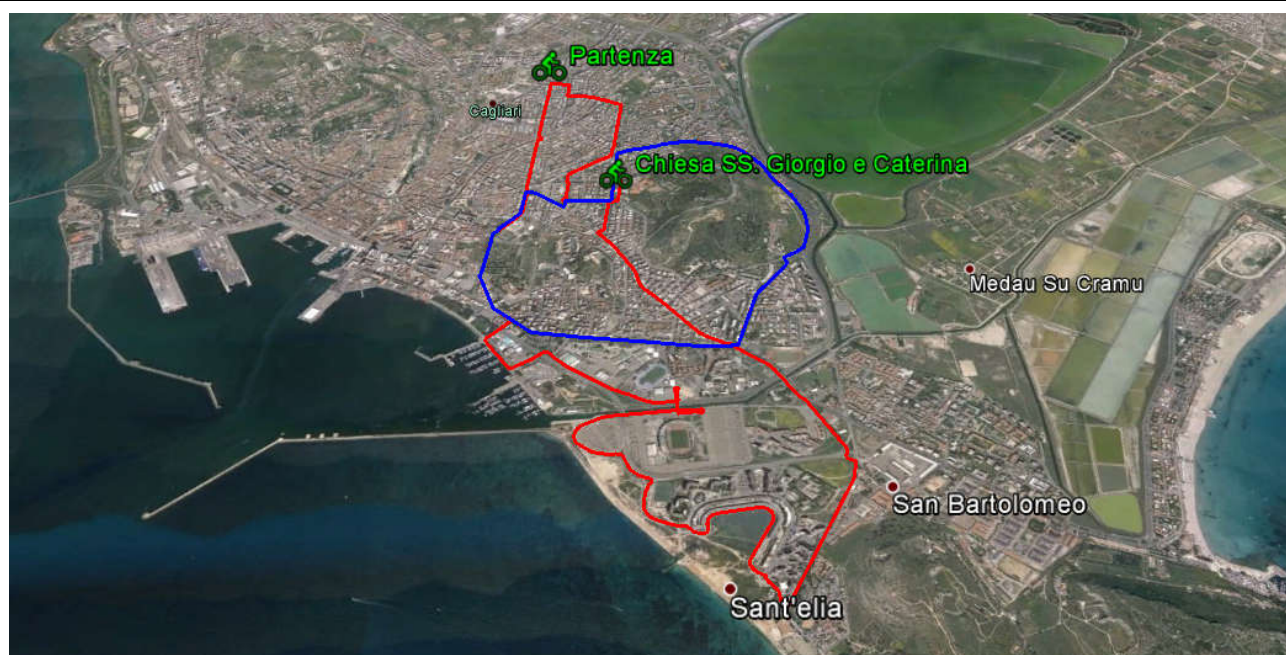 Partenza
Cagliari
Chiesa SS. Giorgio e Caterina
Medau Su Cramu
San Bartolomeo
Sant'elia